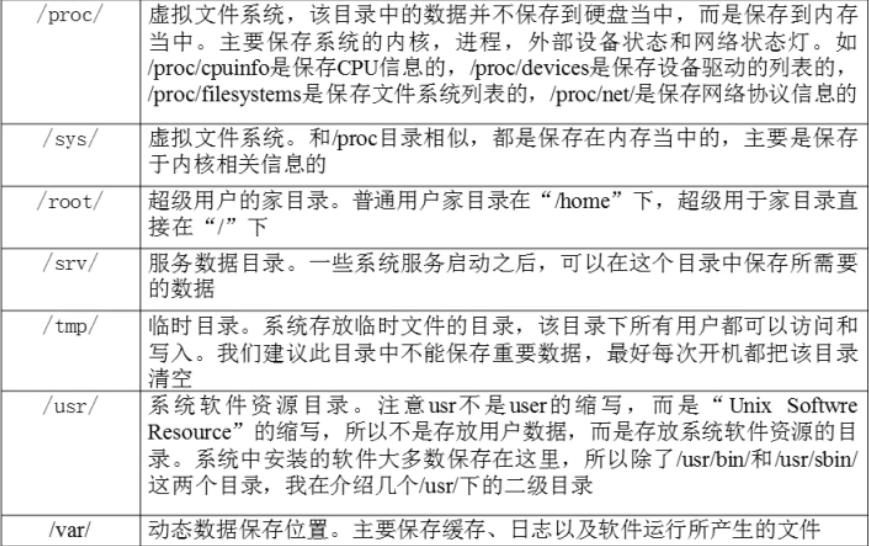 /proc/ 虚拟文件系统，该目录中的数据并不保存到硬盘当中，而是保存到内存
当中。主要保存系统的内核，进程，外部设备状态和网络状态灯。如
/proc/cpuinfo是保存CPU信息的，/proc/devices是保存设备驱动的列表的，
/proc/filesystems是保存文件系统列表的，/proc/net/是保存网络协议信息的
/sys/ 虚拟文件系统。和/proc目录相似，都是保存在内存当中的，主要是保存
于内核相关信息的
/root/ 超级用户的家目录。普通用户家目录在“/home”下，超级用于家目录直
接在“/”下
/srv/ 服务数据目录。一些系统服务启动之后，可以在这个目录中保存所需要
的数据
/tmp/ 临时目录。系统存放临时文件的目录，该目录下所有用户都可以访问和
写入。我们建议此目录中不能保存重要数据，最好每次开机都把该目录
清空
/usr/ 系统软件资源目录。注意usr不是user的缩写，而是“Unix Softwre
Resource”的缩写，所以不是存放用户数据，而是存放系统软件资源的目
录。系统中安装的软件大多数保存在这里，所以除了/usr/bin/和/usr/sbin/
这两个目录，我在介绍几个/usr/下的二级目录
/var/ 动态数据保存位置。主要保存缓存、日志以及软件运行所产生的文件